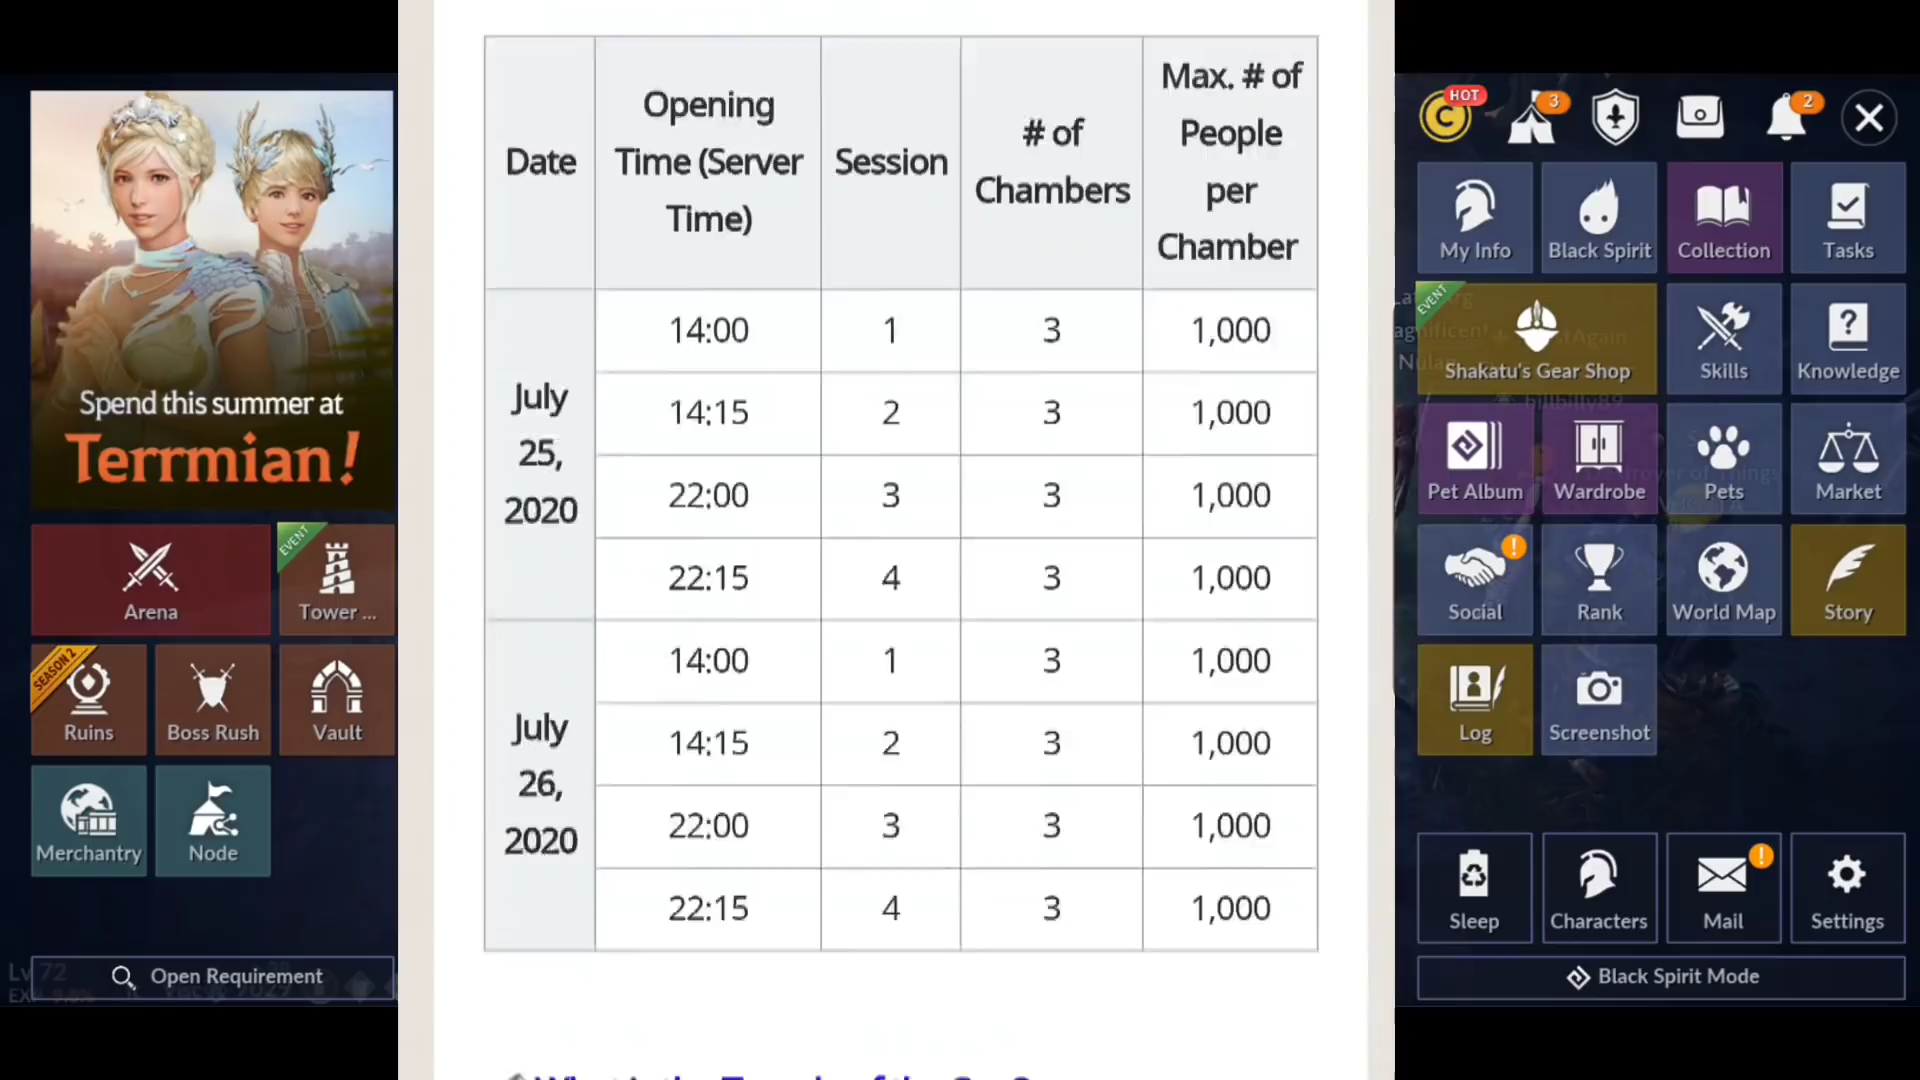 Spend this summer at
Terrmian!
Arena
EVENT
Tower ...
SEASON 2
Ruins
Boss Rush
Vault
Merchantry
Node
Lv 72
Open Requirement
Date
Opening
Time (Server
Time)
Session
# of
Chambers
Max. # of
People
per
Chamber
July
25,
2020
14:00 1 3 1,000
14:15 2 3 1,000
22:00 3 3 1,000
22:15 4 3 1,000
July
26,
2020
14:00 1 3 1,000
14:15 2 3 1,000
22:00 3 3 1,000
22:15 4 3 1,000
HOT
3
2
My Info
Black Spirit
Collection
Tasks
EVENT
Shakatu's Gear Shop
Skills
Knowledge
hillbilly89
Pet Album
Wardrobe
Pets
Market
Social
Rank
World Map
Story
Log
Screenshot
Sleep
Characters
Mail
Settings
Black Spirit Mode